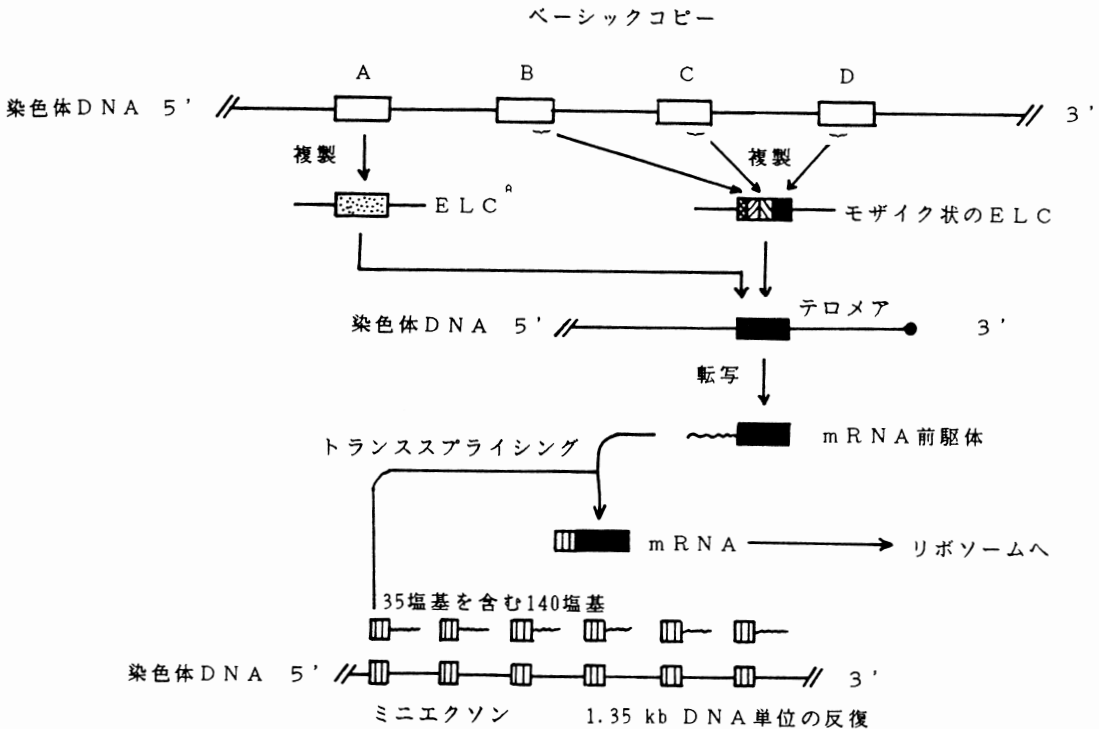 ベーシックコピー
A B C D
染色体DNA 5' 3'
複製 複製
ELC^A モザイク状のELC
テロメア
染色体DNA 5' 3'
転写
トランススプライシング mRNA前駆体
mRNA リボソームへ
35塩基を含む140塩基
染色体DNA 5' 3'
ミニエクソン 1.35 kb DNA単位の反復